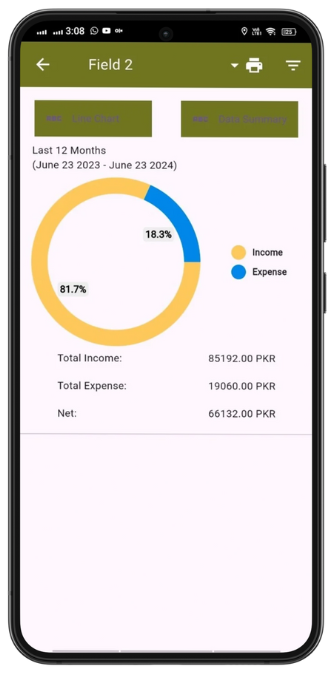 3:08
Field 2
Last 12 Months
(June 23 2023 - June 23 2024)
18.3%
81.7%
Income
Expense
Total Income: 85192.00 PKR
Total Expense: 19060.00 PKR
Net: 66132.00 PKR